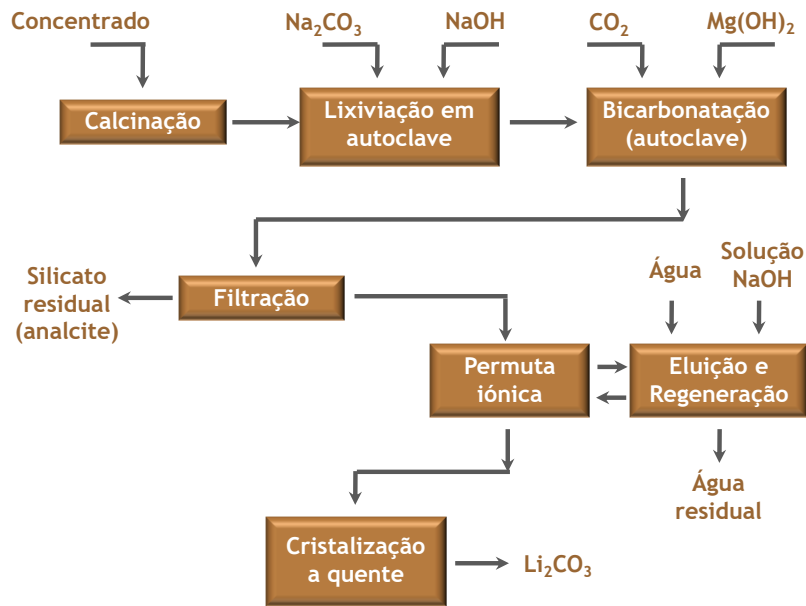 Concentrado
Na₂CO₃
NaOH
CO₂
Mg(OH)₂
Calcinação
Lixiviação em
autoclave
Bicarbonatação
(autoclave)
Silicato
residual
(analcite)
Filtração
Água
Solução
NaOH
Permuta
iónica
Eluição e
Regeneração
Água
residual
Cristalização
a quente
Li₂CO₃